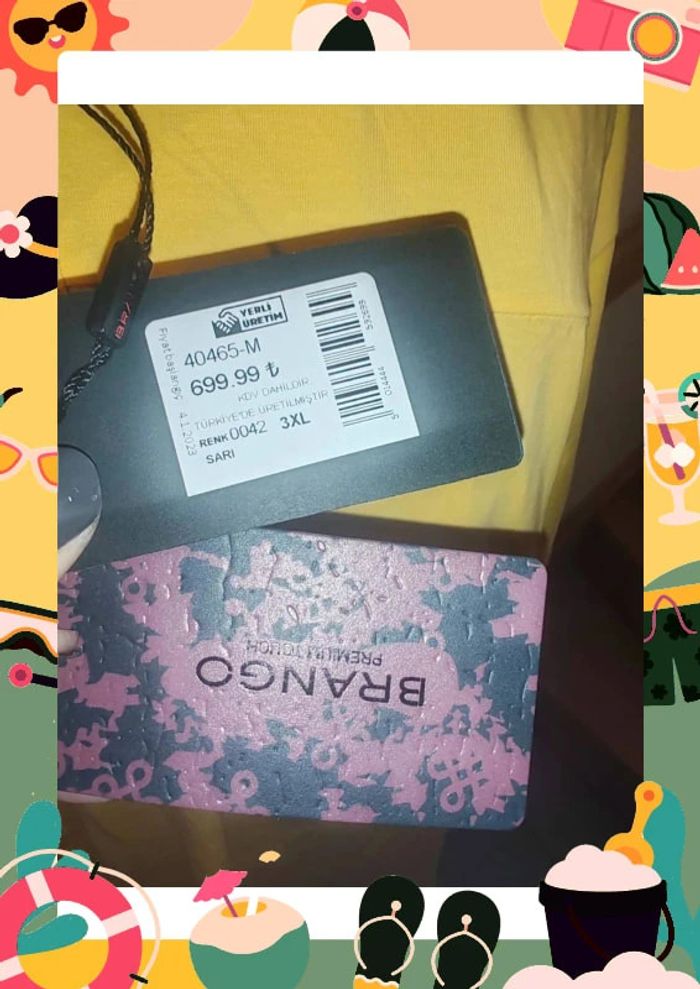 YERLİ
ÜRETİM
40465-M
699.99 ₺
KDV DAHİLDİR
TÜRKİYE'DE ÜRETİLMİŞTİR
RENK 0042 3XL
SARI
4.1.2023
BRANGO
PREMIUM TOUCH